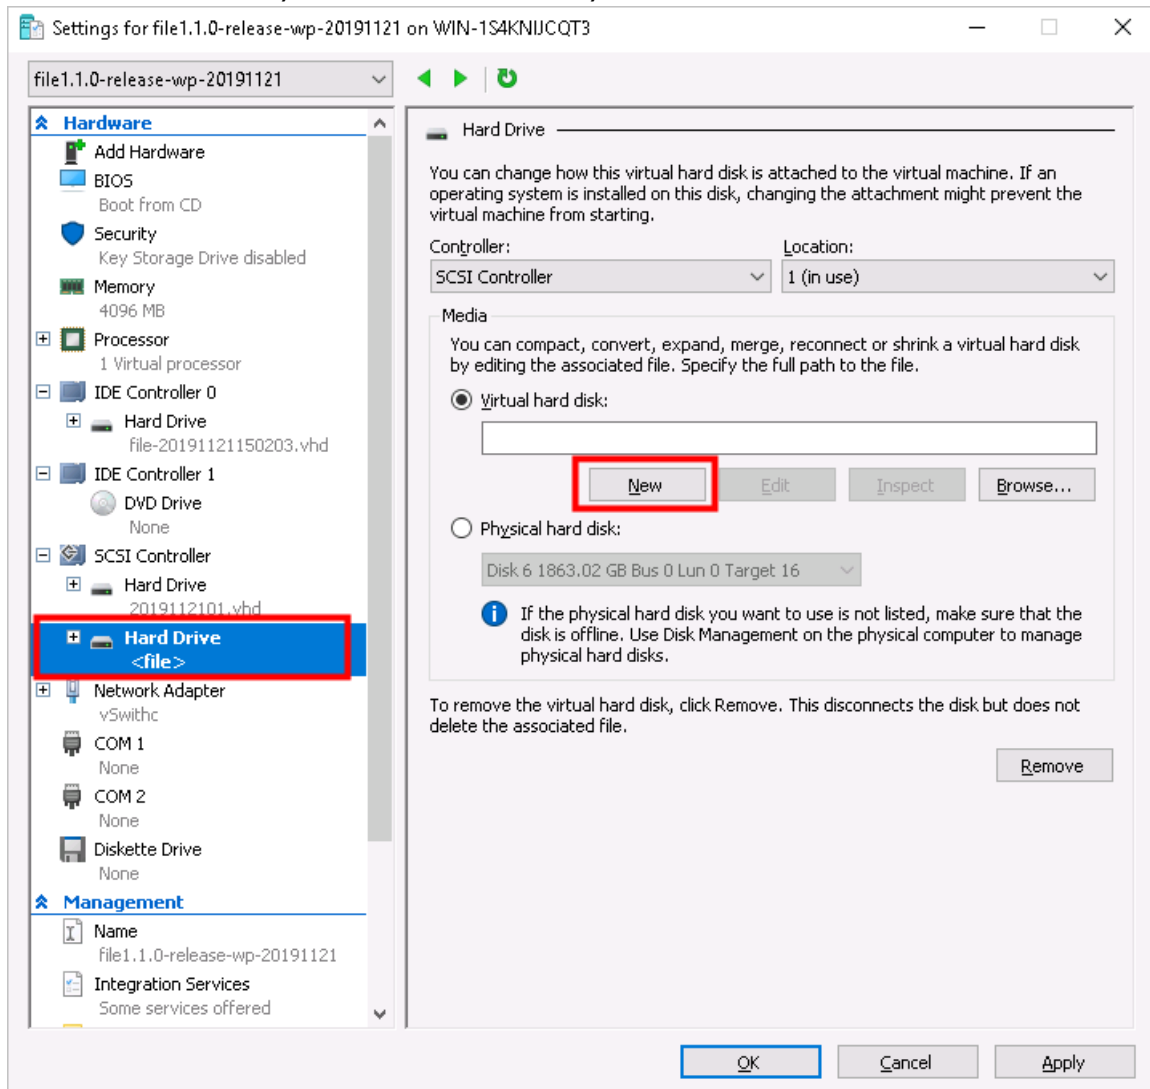 Settings for file1.1.0-release-wp-20191121 on WIN-1S4KNIJCQT3
file1.1.0-release-wp-20191121
Hardware
Add Hardware
BIOS
Boot from CD
Security
Key Storage Drive disabled
Memory
4096 MB
Processor
1 Virtual processor
IDE Controller 0
Hard Drive
file-20191121150203.vhd
IDE Controller 1
DVD Drive
None
SCSI Controller
Hard Drive
2019112101.vhd
Hard Drive
<file>
Network Adapter
vSwithc
COM 1
None
COM 2
None
Diskette Drive
None
Management
Name
file1.1.0-release-wp-20191121
Integration Services
Some services offered
Hard Drive
You can change how this virtual hard disk is attached to the virtual machine. If an
operating system is installed on this disk, changing the attachment might prevent the
virtual machine from starting.
Controller: Location:
SCSI Controller 1 (in use)
Media
You can compact, convert, expand, merge, reconnect or shrink a virtual hard disk
by editing the associated file. Specify the full path to the file.
Virtual hard disk:
New Edit Inspect Browse...
Physical hard disk:
Disk 6 1863.02 GB Bus 0 Lun 0 Target 16
If the physical hard disk you want to use is not listed, make sure that the
disk is offline. Use Disk Management on the physical computer to manage
physical hard disks.
To remove the virtual hard disk, click Remove. This disconnects the disk but does not
delete the associated file.
Remove
OK Cancel Apply